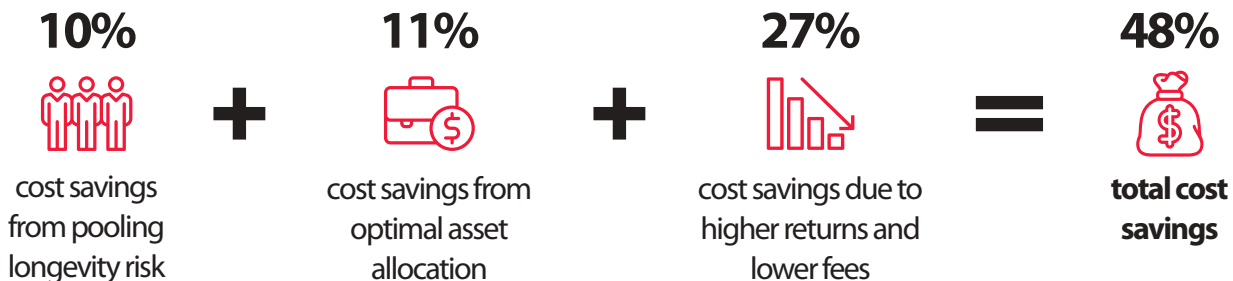 10%
+
11%
+
27%
=
48%
$
$
cost savings
from pooling
longevity risk
cost savings from
optimal asset
allocation
cost savings due to
higher returns and
lower fees
total cost
savings